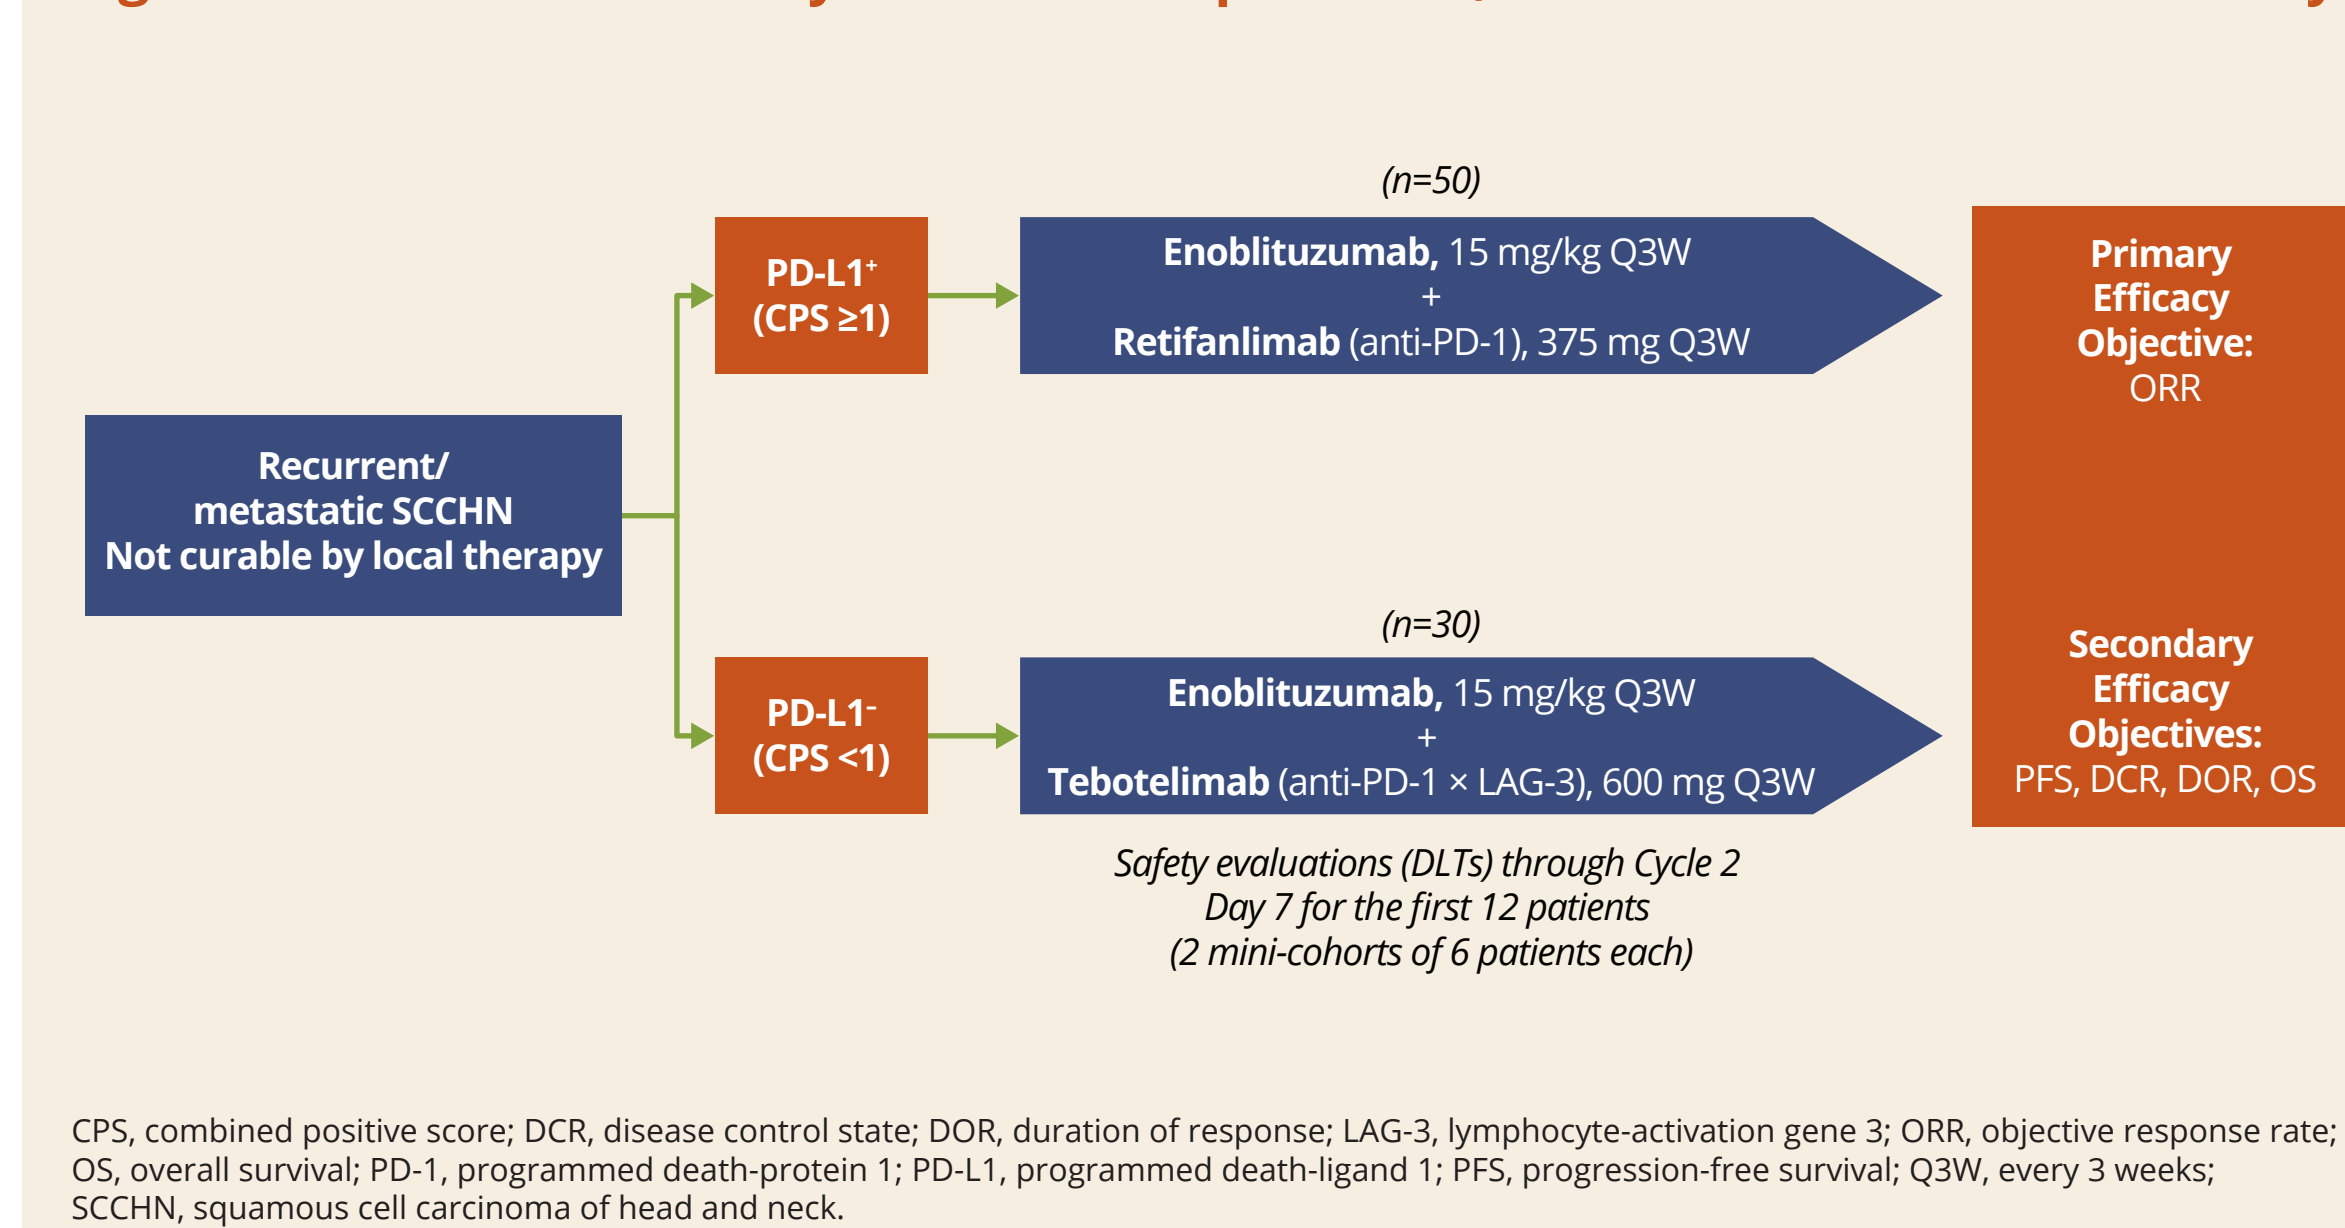 (n=50)
PD-L1⁺
(CPS ≥1)
Enoblituzumab, 15 mg/kg Q3W
+
Retifanlimab (anti-PD-1), 375 mg Q3W
Primary
Efficacy
Objective:
ORR
Recurrent/
metastatic SCCHN
Not curable by local therapy
(n=30)
PD-L1⁻
(CPS <1)
Enoblituzumab, 15 mg/kg Q3W
+
Tebotelimab (anti-PD-1 × LAG-3), 600 mg Q3W
Secondary
Efficacy
Objectives:
PFS, DCR, DOR, OS
Safety evaluations (DLTs) through Cycle 2
Day 7 for the first 12 patients
(2 mini-cohorts of 6 patients each)
CPS, combined positive score; DCR, disease control state; DOR, duration of response; LAG-3, lymphocyte-activation gene 3; ORR, objective response rate;
OS, overall survival; PD-1, programmed death-protein 1; PD-L1, programmed death-ligand 1; PFS, progression-free survival; Q3W, every 3 weeks;
SCCHN, squamous cell carcinoma of head and neck.